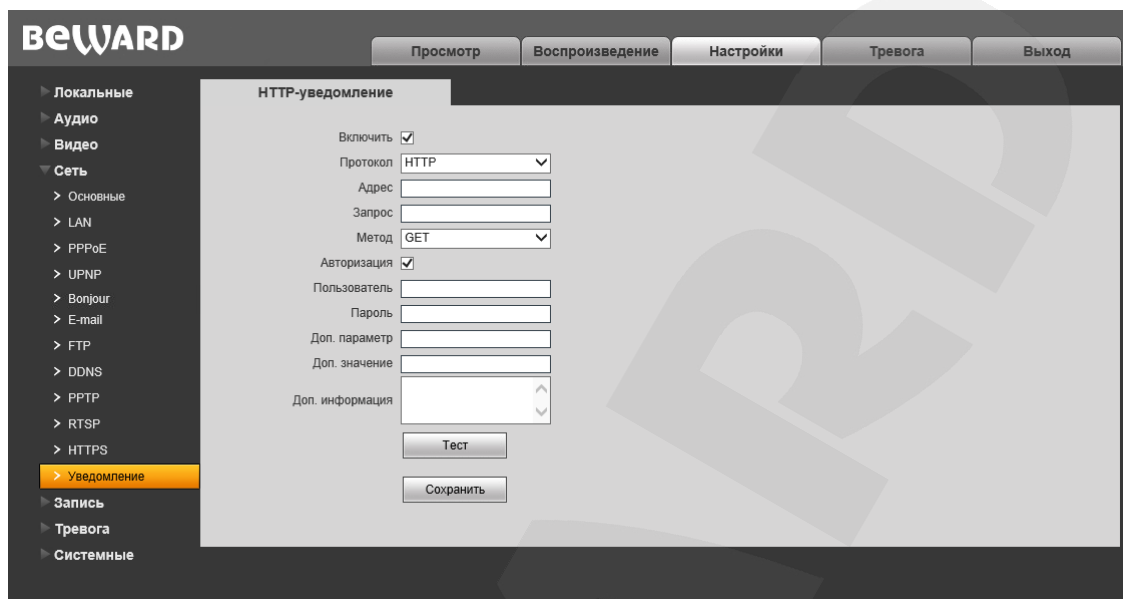 BEWARD
Просмотр Воспроизведение Настройки Тревога Выход
Локальные
Аудио
Видео
Сеть
> Основные
> LAN
> PPPoE
> UPNP
> Bonjour
> E-mail
> FTP
> DDNS
> PPTP
> RTSP
> HTTPS
> Уведомление
Запись
Тревога
Системные
HTTP-уведомление
Включить
Протокол HTTP
Адрес
Запрос
Метод GET
Авторизация
Пользователь
Пароль
Доп. параметр
Доп. значение
Доп. информация
Тест
Сохранить